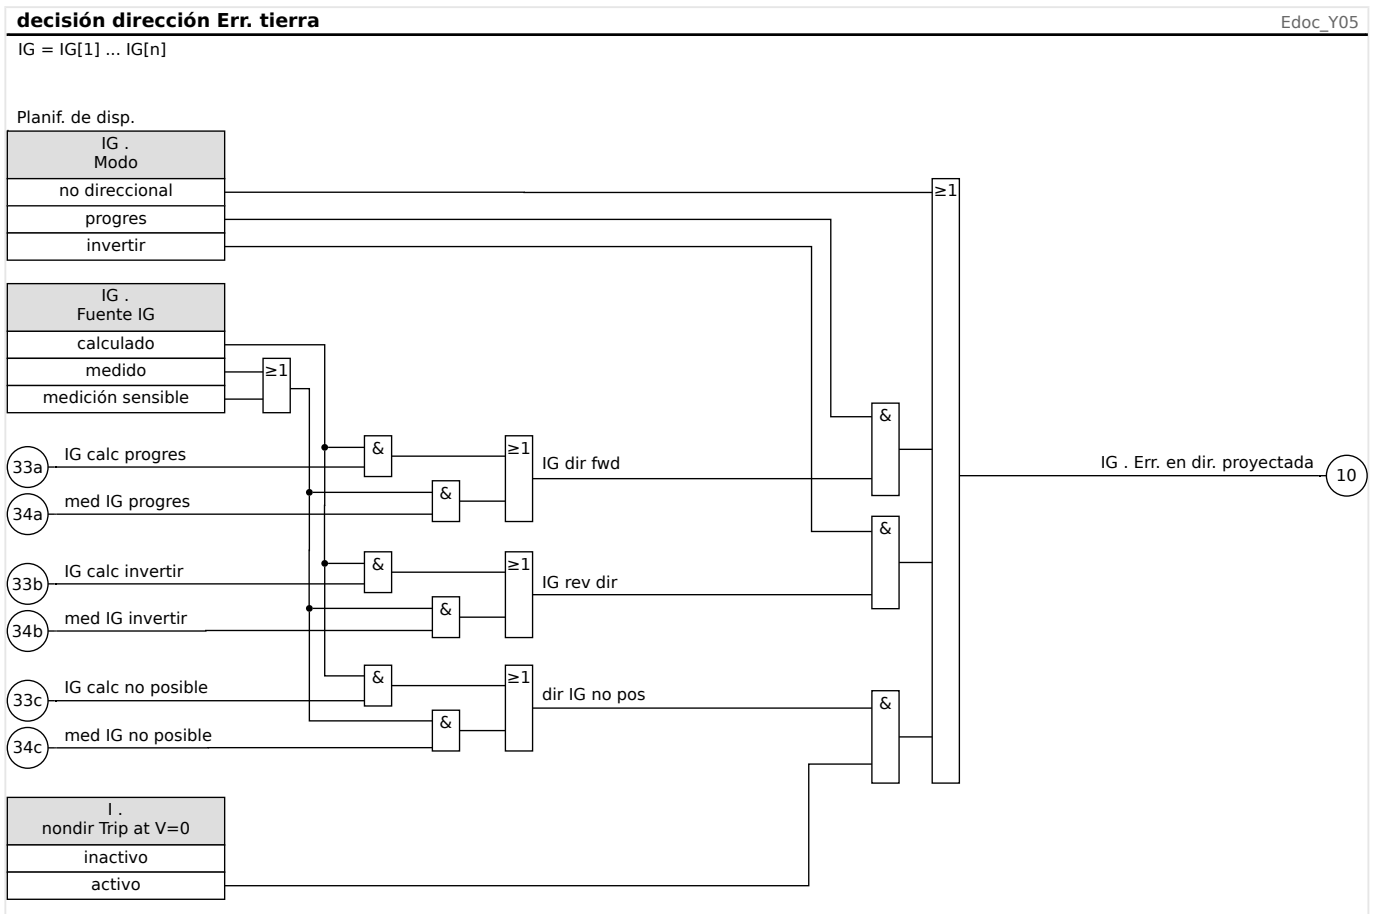 decisión dirección Err. tierra
Edoc_Y05
IG = IG[1] ... IG[n]
Planif. de disp.
IG .
Modo
no direccional
progres
invertir
≥1
IG .
Fuente IG
calculado
medido
medición sensible
≥1
&
33a
IG calc progres
&
≥1
IG dir fwd
34a
med IG progres
&
IG . Err. en dir. proyectada
10
&
33b
IG calc invertir
&
≥1
IG rev dir
34b
med IG invertir
&
33c
IG calc no posible
&
≥1
dir IG no pos
&
34c
med IG no posible
&
I .
nondir Trip at V=0
inactivo
activo